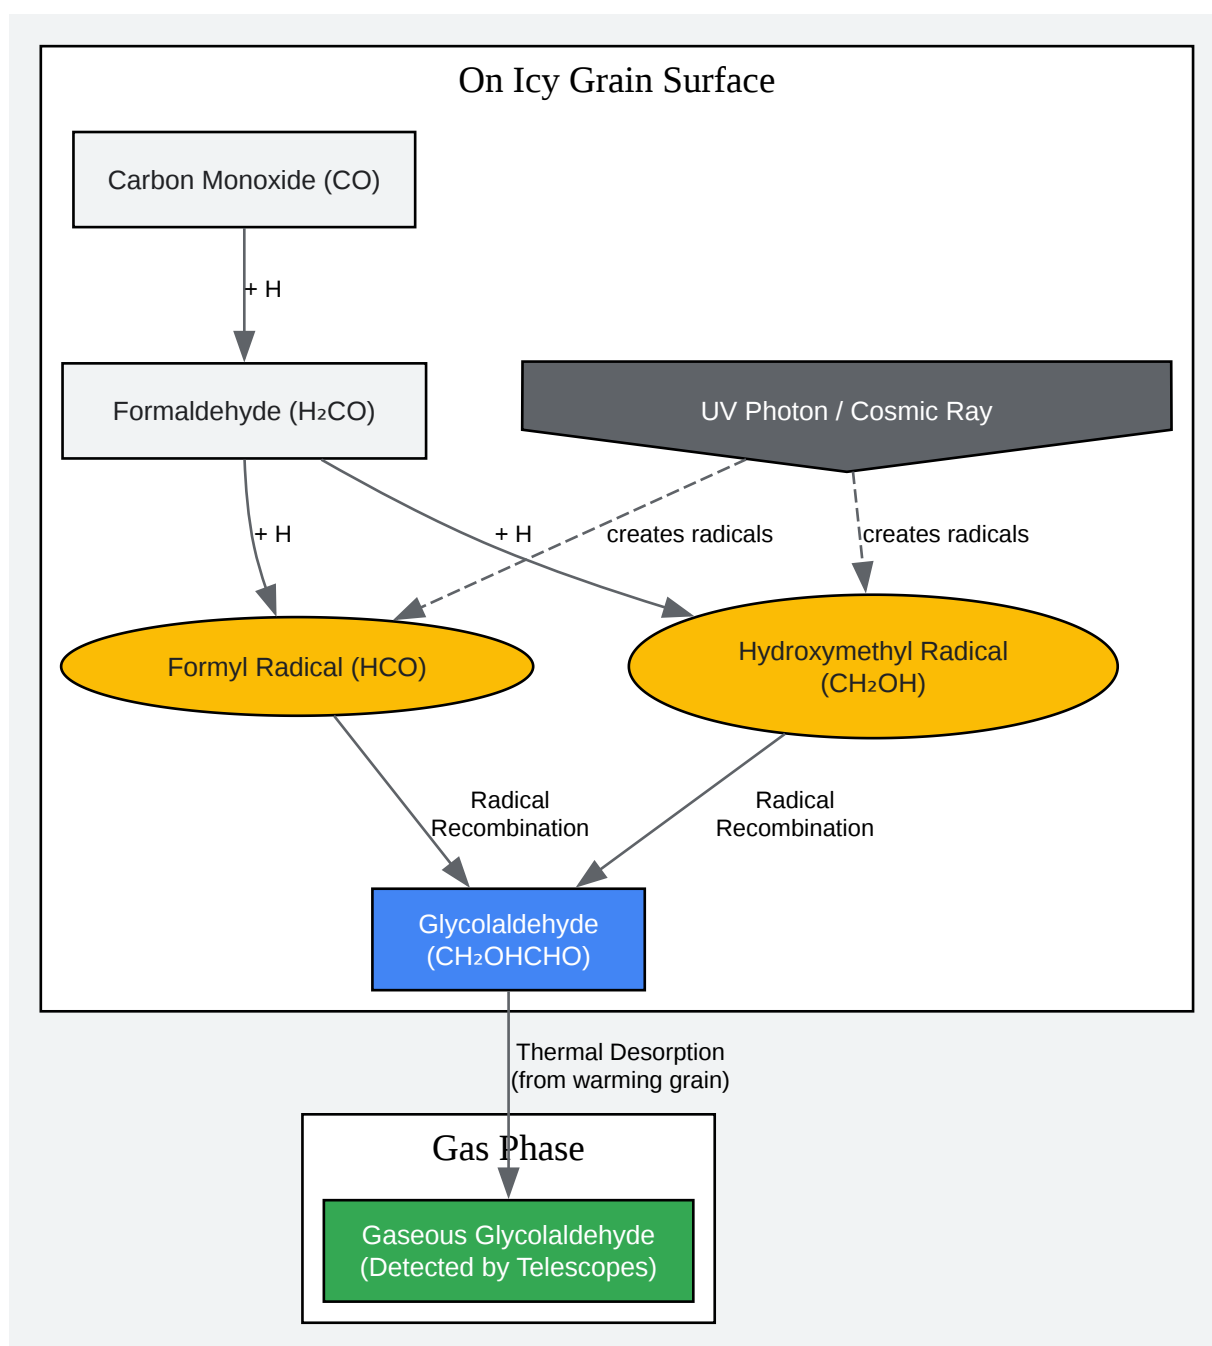 On Icy Grain Surface
Carbon Monoxide (CO)
+ H
Formaldehyde (H₂CO)
UV Photon / Cosmic Ray
+ H
+ H
creates radicals
creates radicals
Formyl Radical (HCO)
Hydroxymethyl Radical
(CH₂OH)
Radical
Recombination
Radical
Recombination
Glycolaldehyde
(CH₂OHCHO)
Thermal Desorption
(from warming grain)
Gas Phase
Gaseous Glycolaldehyde
(Detected by Telescopes)